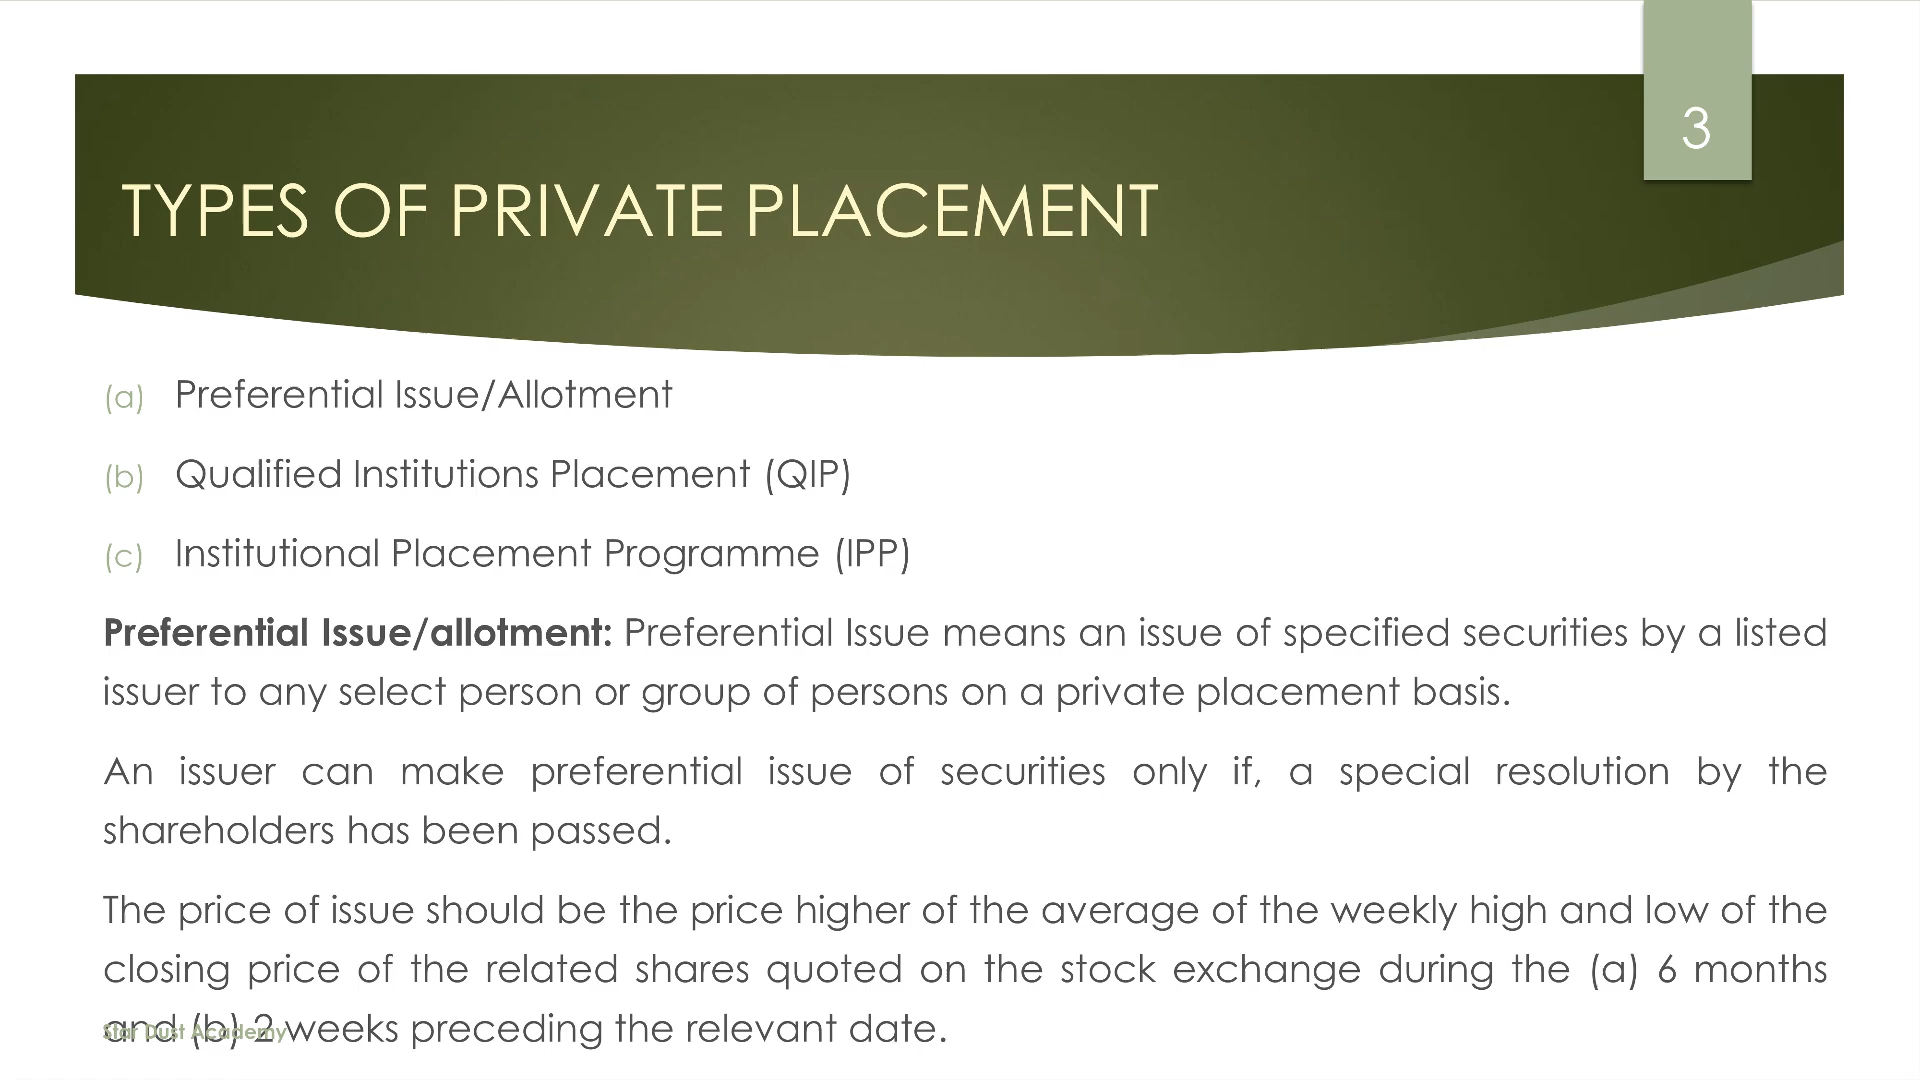 3
TYPES OF PRIVATE PLACEMENT
(a) Preferential Issue/Allotment
(b) Qualified Institutions Placement (QIP)
(c) Institutional Placement Programme (IPP)
Preferential Issue/allotment: Preferential Issue means an issue of specified securities by a listed
issuer to any select person or group of persons on a private placement basis.
An issuer can make preferential issue of securities only if, a special resolution by the
shareholders has been passed.
The price of issue should be the price higher of the average of the weekly high and low of the
closing price of the related shares quoted on the stock exchange during the (a) 6 months
and (b) 2 weeks preceding the relevant date.
Star Dust Academy